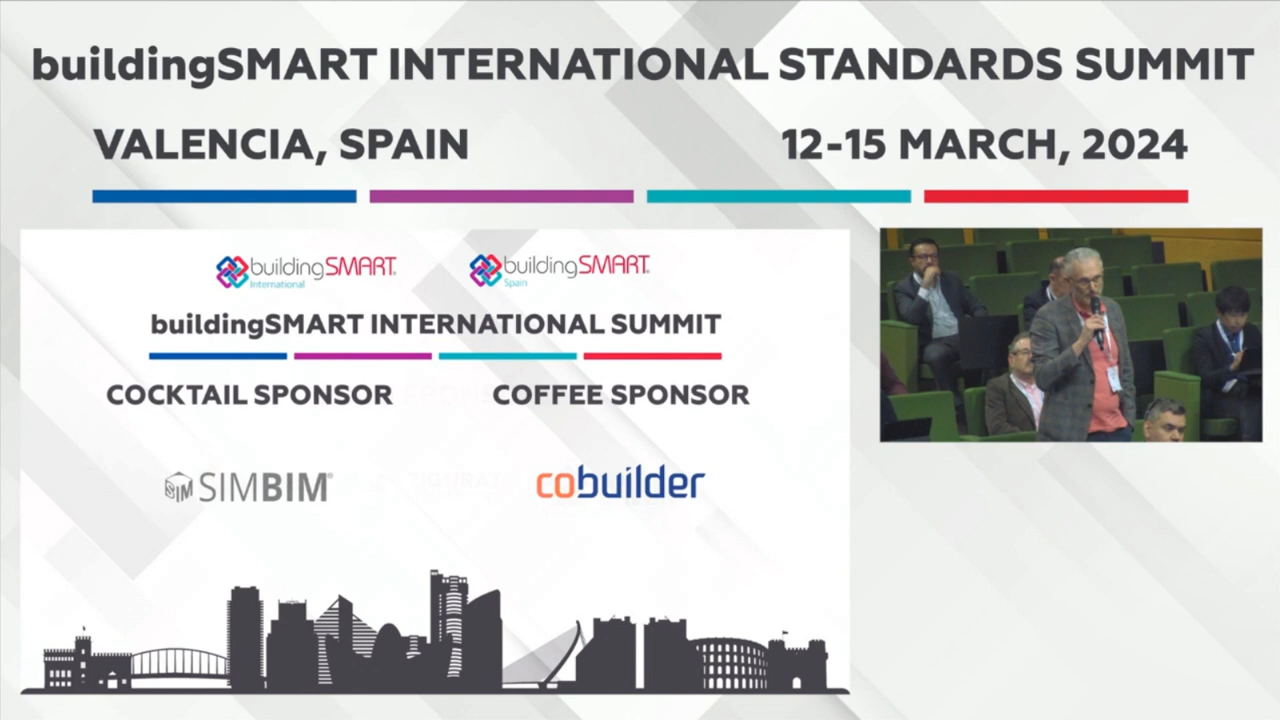 buildingSMART INTERNATIONAL STANDARDS SUMMIT
VALENCIA, SPAIN
12-15 MARCH, 2024
buildingSMART®
International
buildingSMART®
Spain
buildingSMART INTERNATIONAL SUMMIT
COCKTAIL SPONSOR
COFFEE SPONSOR
SIM SIMBIM®
cobuilder